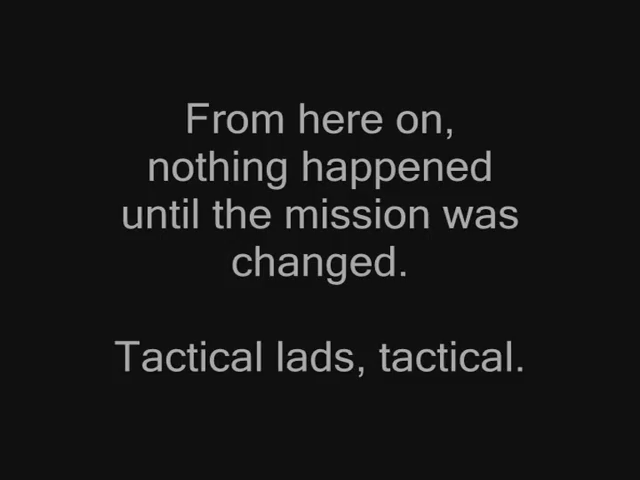 From here on,
nothing happened
until the mission was
changed.
Tactical lads, tactical.